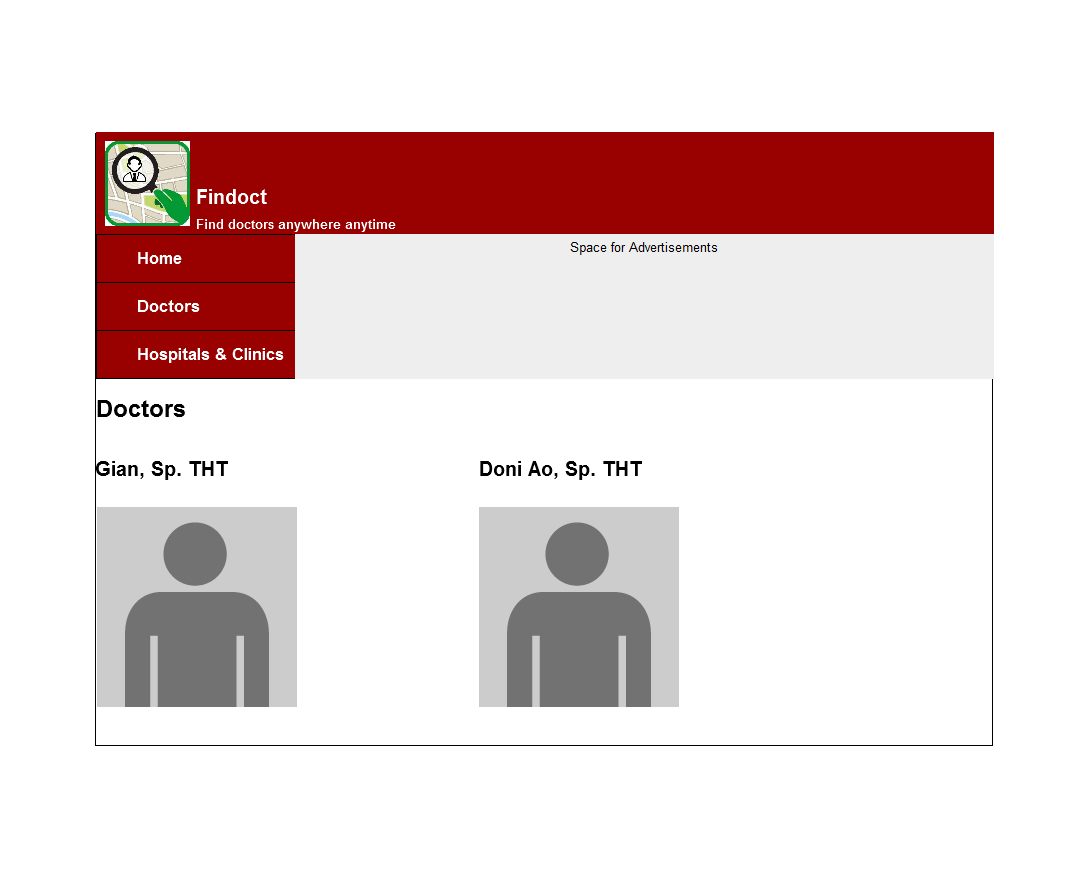 Findoct
Find doctors anywhere anytime
Home
Space for Advertisements
Doctors
Hospitals & Clinics
Doctors
Gian, Sp. THT
Doni Ao, Sp. THT